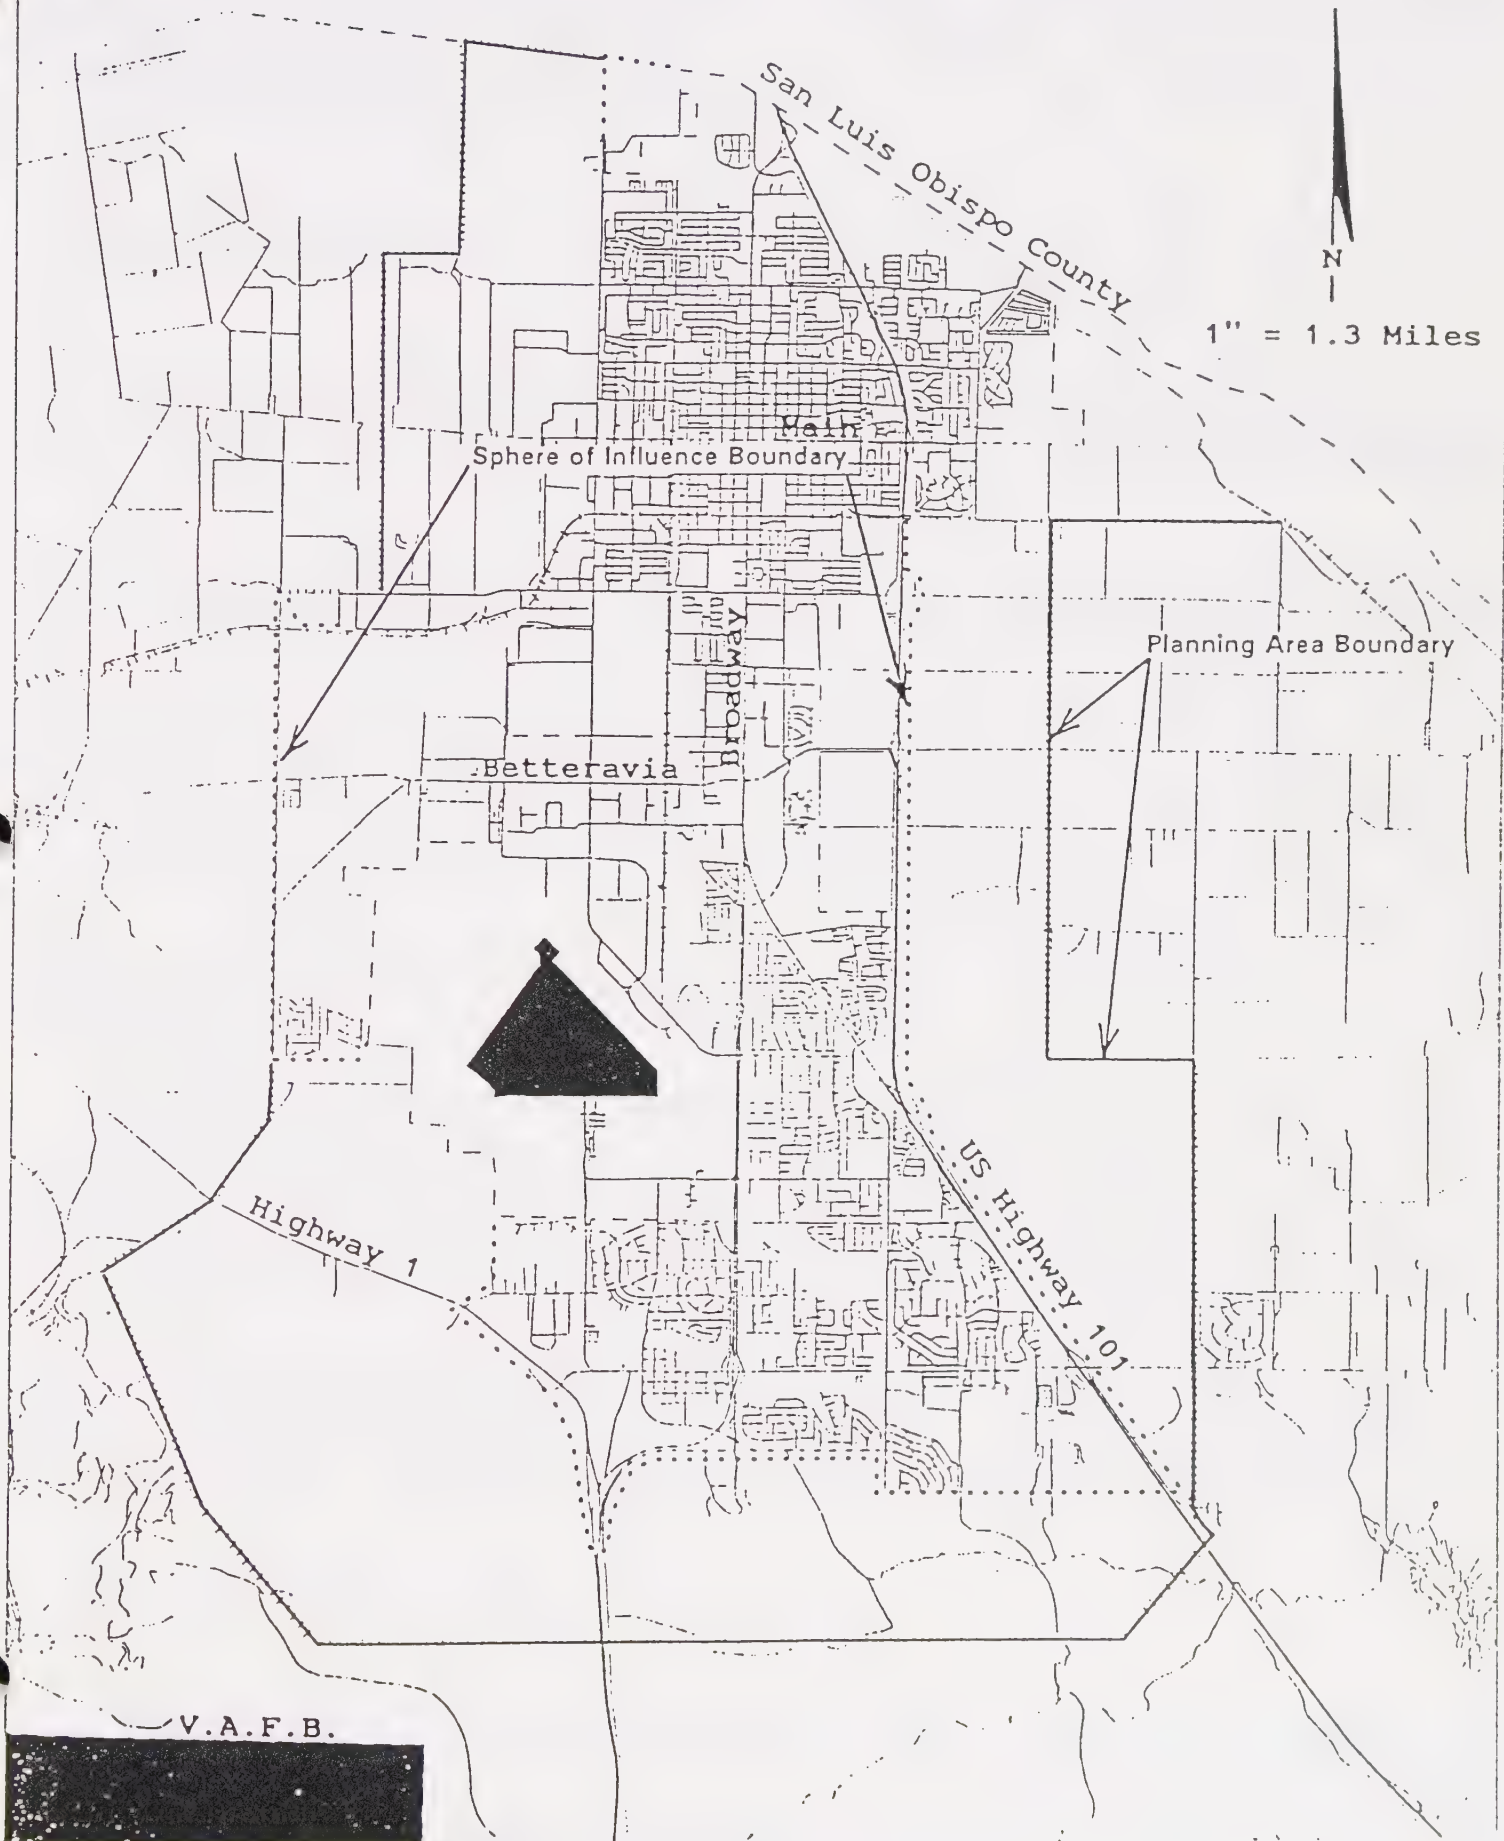 San Luis Obispo County
N
1" = 1.3 Miles
Main
Sphere of Influence Boundary
Planning Area Boundary
Broadway
Betteravia
US Highway 101
Highway 1
V.A.F.B.